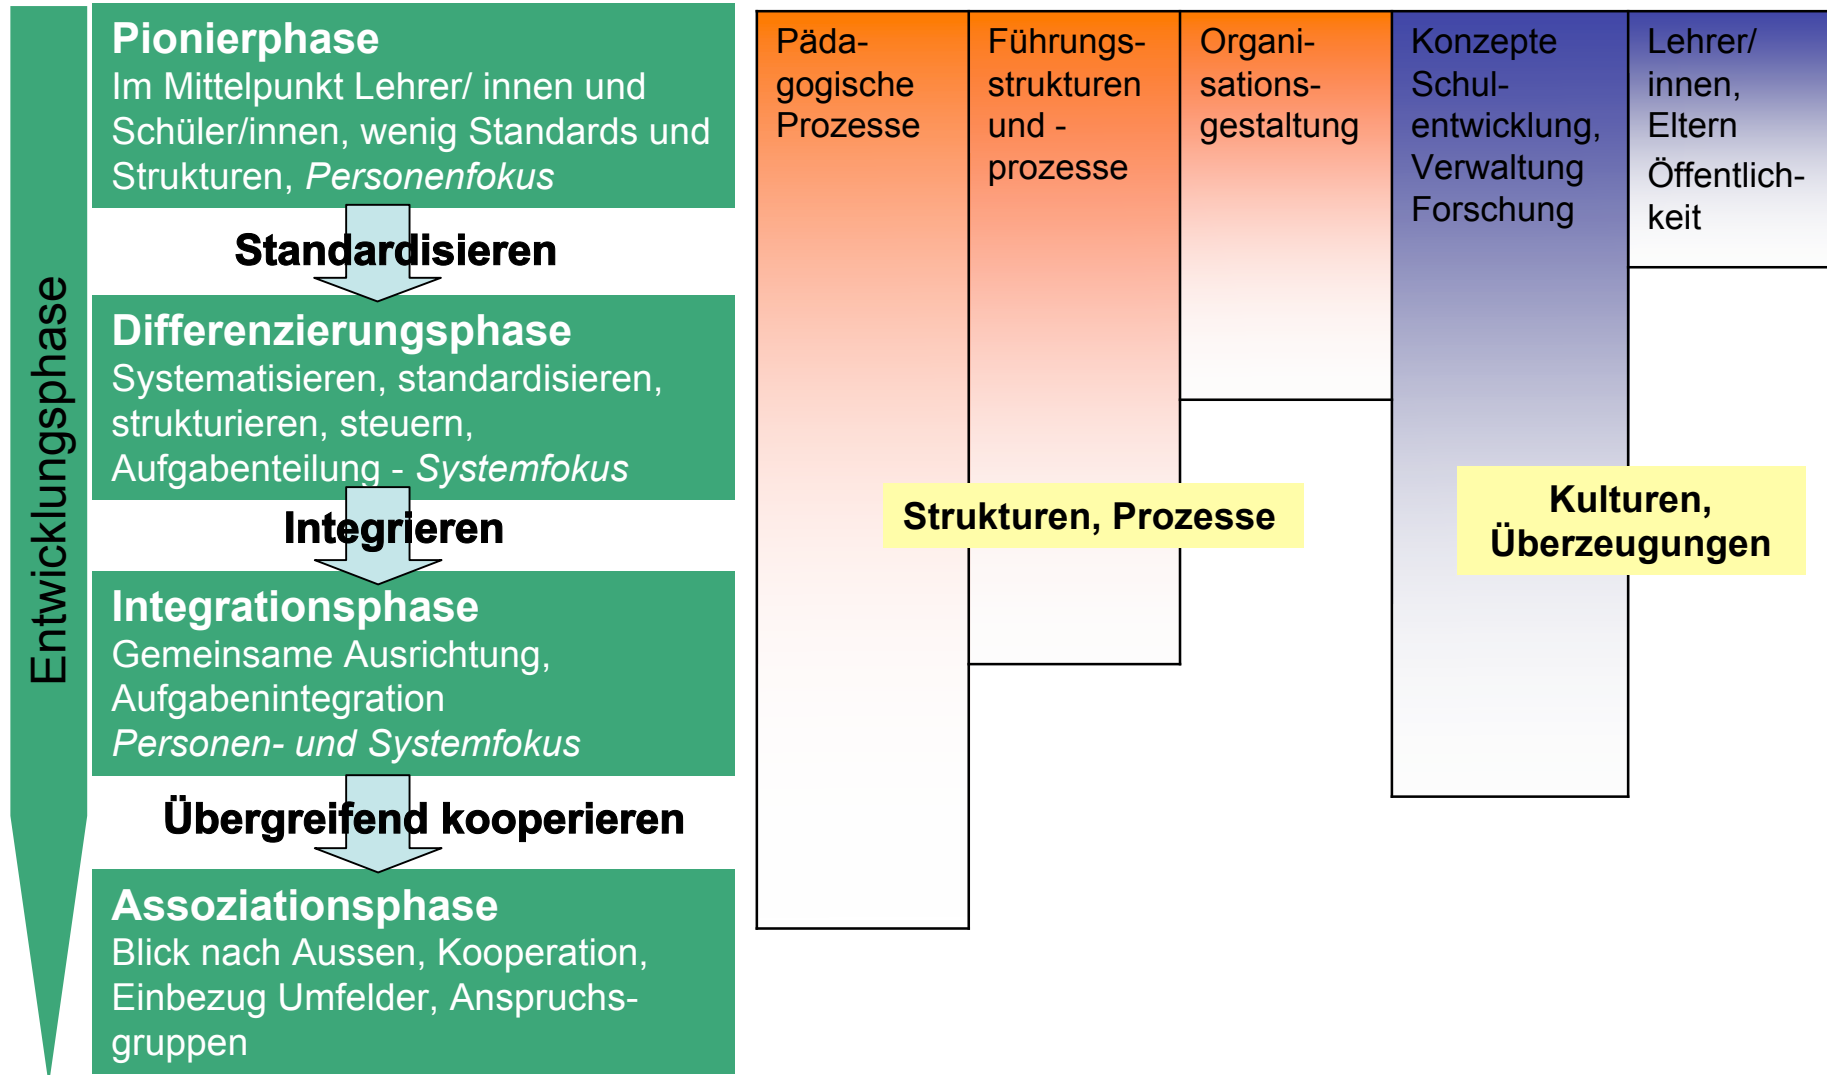 Entwicklungsphase
Pionierphase
Im Mittelpunkt Lehrer/ innen und
Schüler/innen, wenig Standards und
Strukturen, Personenfokus
Standardisieren
Differenzierungsphase
Systematisieren, standardisieren,
strukturieren, steuern,
Aufgabenteilung - Systemfokus
Integrieren
Integrationsphase
Gemeinsame Ausrichtung,
Aufgabenintegration
Personen- und Systemfokus
Übergreifend kooperieren
Assoziationsphase
Blick nach Aussen, Kooperation,
Einbezug Umfelder, Anspruchs-
gruppen
Päda-
gogische
Prozesse
Führungs-
strukturen
und -
prozesse
Organi-
sations-
gestaltung
Konzepte
Schul-
entwicklung,
Verwaltung
Forschung
Lehrer/
innen,
Eltern
Öffentlich-
keit
Strukturen, Prozesse
Kulturen,
Überzeugungen